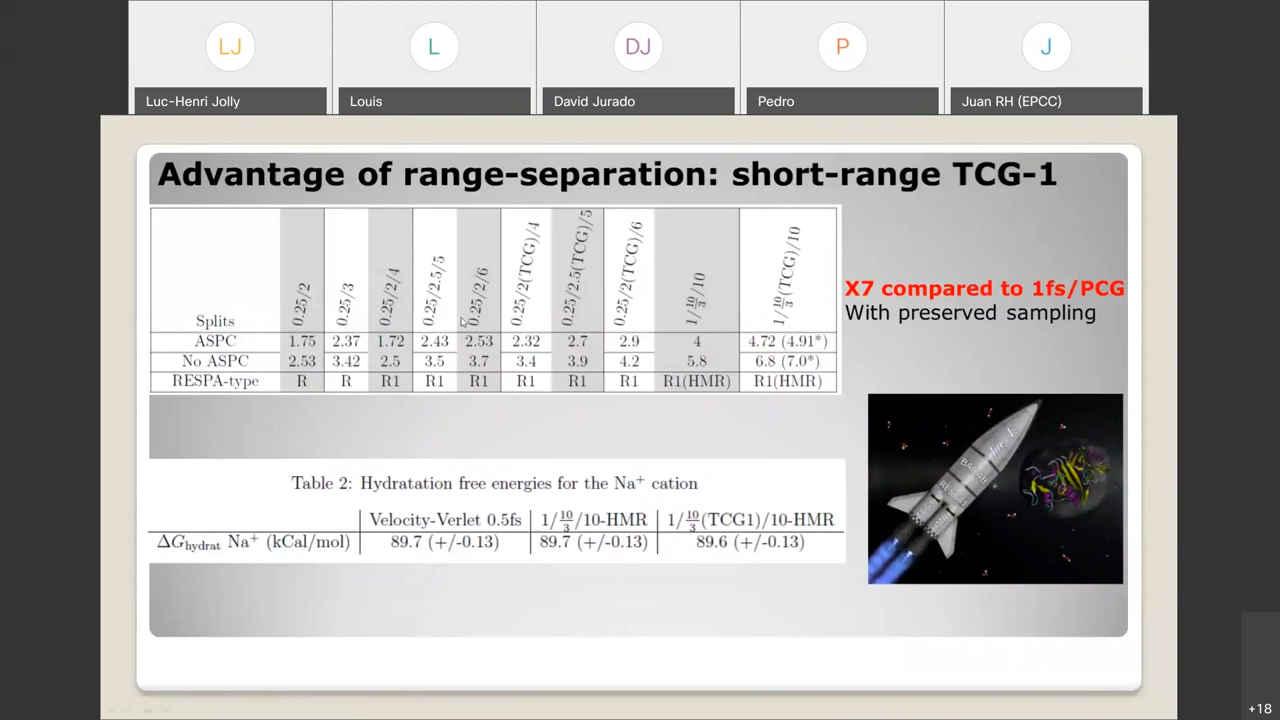 LJ L DJ P J
Luc-Henri Jolly Louis David Jurado Pedro Juan RH (EPCC)
Advantage of range-separation: short-range TCG-1
Splits 0.25/2 0.25/3 0.25/2/4 0.25/2.5/5 0.25/2/6 0.25/2(TCG)/4 0.25/2.5(TCG)/5 0.25/2(TCG)/6 1/10/3/10 1/10/3(TCG)/10
ASPC 1.75 2.37 1.72 2.43 2.53 2.32 2.7 2.9 4 4.72 (4.91*)
No ASPC 2.53 3.42 2.5 3.5 3.7 3.4 3.9 4.2 5.8 6.8 (7.0*)
RESPA-type R R R1 R1 R1 R1 R1 R1 R1(HMR) R1(HMR)
X7 compared to 1fs/PCG
With preserved sampling
Table 2: Hydratation free energies for the Na+ cation
Velocity-Verlet 0.5fs 1/10/3/10-HMR 1/10/3(TCG1)/10-HMR
ΔGhydrat Na+ (kCal/mol) 89.7 (+/-0.13) 89.7 (+/-0.13) 89.6 (+/-0.13)
+18